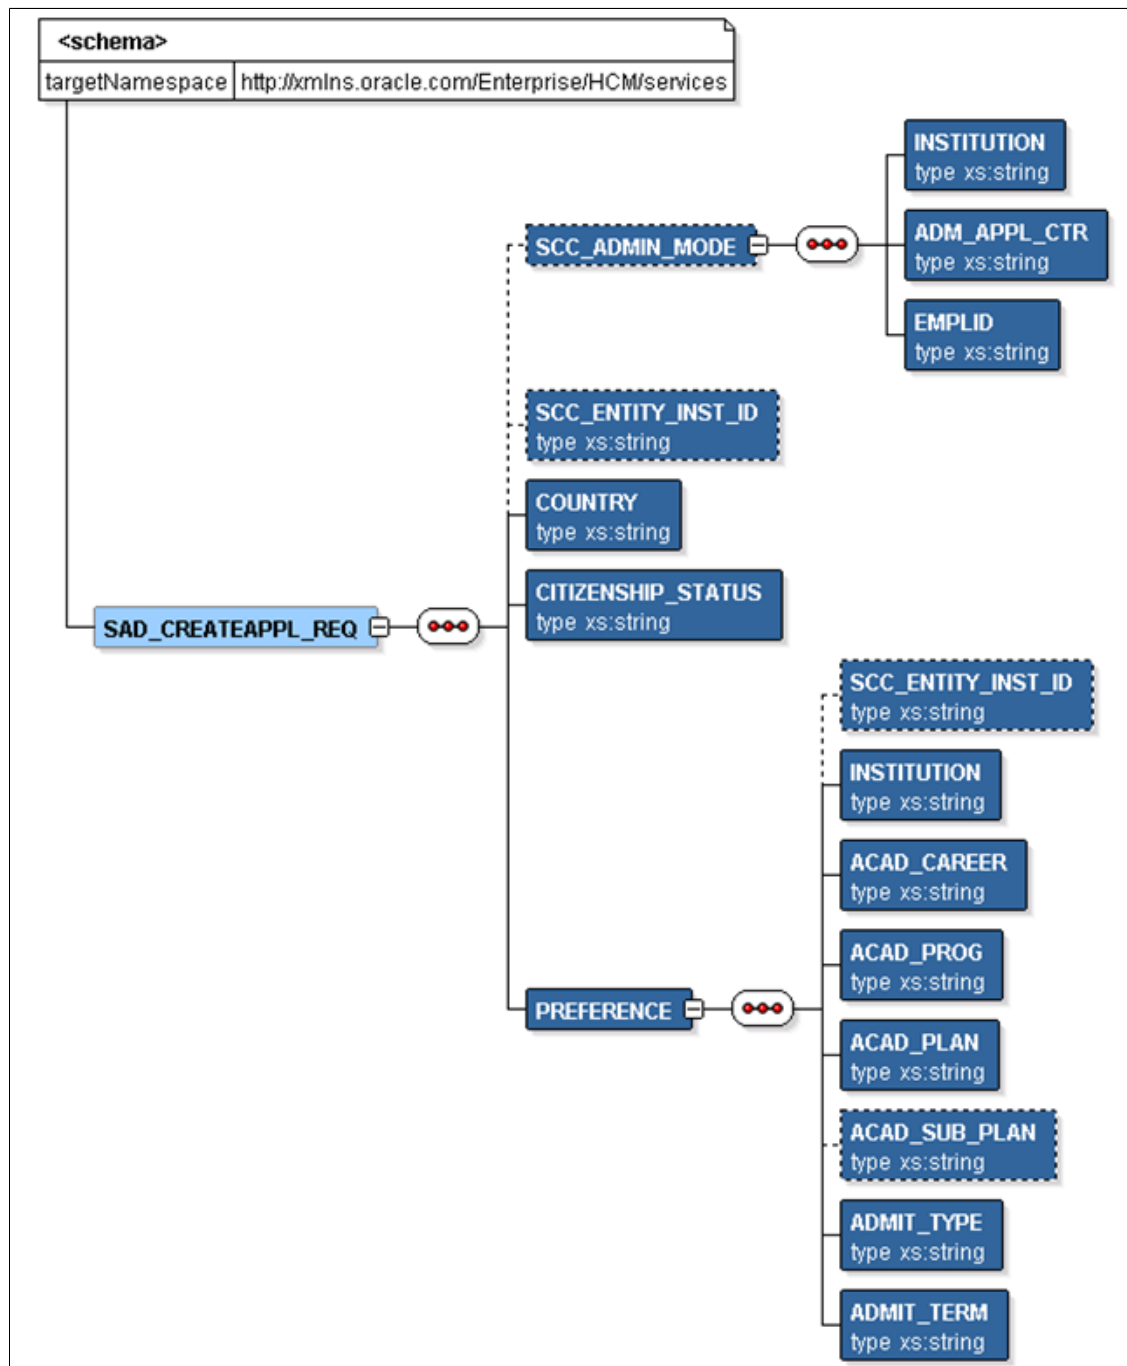 <schema>
targetNamespace http://xmlns.oracle.com/Enterprise/HCM/services
INSTITUTION
type xs:string
ADM_APPL_CTR
type xs:string
EMPLID
type xs:string
SCC_ADMIN_MODE
SCC_ENTITY_INST_ID
type xs:string
COUNTRY
type xs:string
CITIZENSHIP_STATUS
type xs:string
SAD_CREATEAPPL_REQ
SCC_ENTITY_INST_ID
type xs:string
INSTITUTION
type xs:string
ACAD_CAREER
type xs:string
ACAD_PROG
type xs:string
PREFERENCE
ACAD_PLAN
type xs:string
ACAD_SUB_PLAN
type xs:string
ADMIT_TYPE
type xs:string
ADMIT_TERM
type xs:string